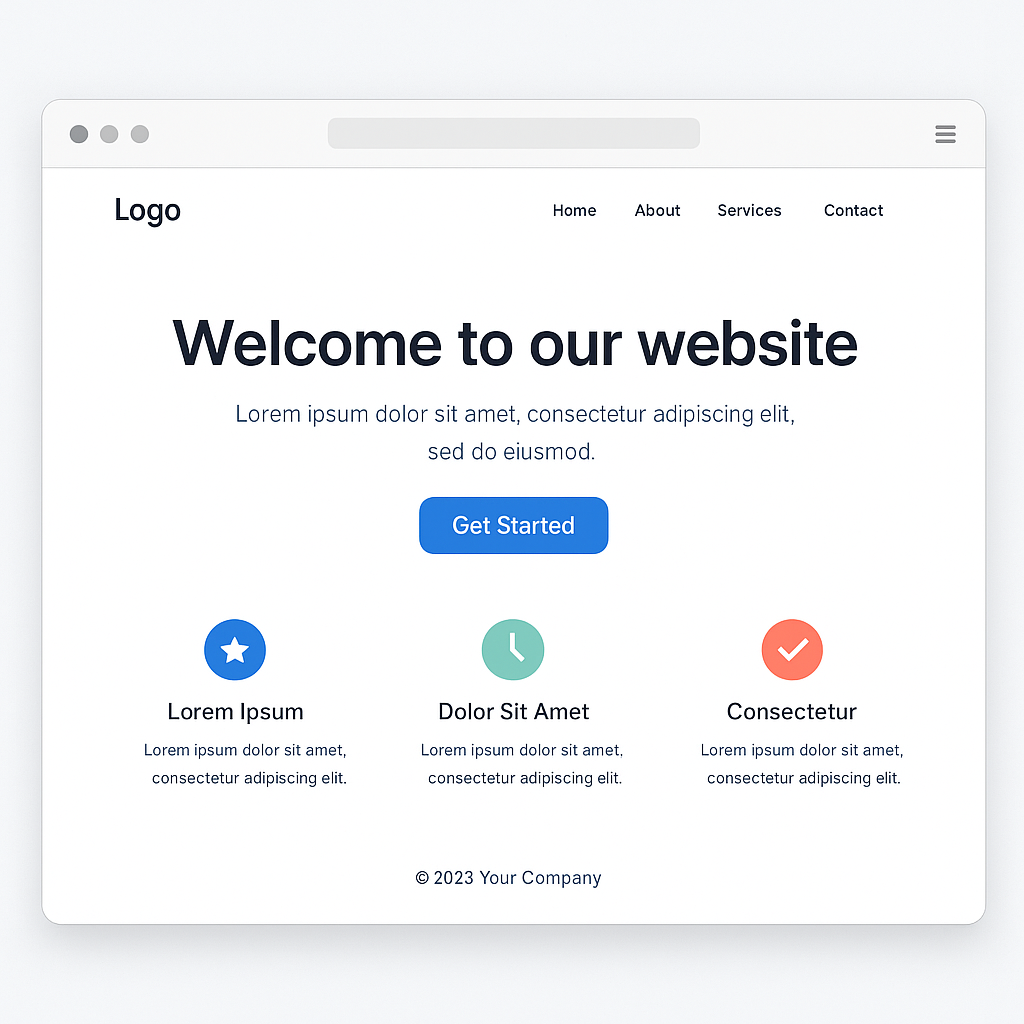 Logo
Home About Services Contact
Welcome to our website
Lorem ipsum dolor sit amet, consectetur adipiscing elit,
sed do eiusmod.
Get Started
Lorem Ipsum
Lorem ipsum dolor sit amet,
consectetur adipiscing elit.
Dolor Sit Amet
Lorem ipsum dolor sit amet,
consectetur adipiscing elit.
Consectetur
Lorem ipsum dolor sit amet,
consectetur adipiscing elit.
© 2023 Your Company